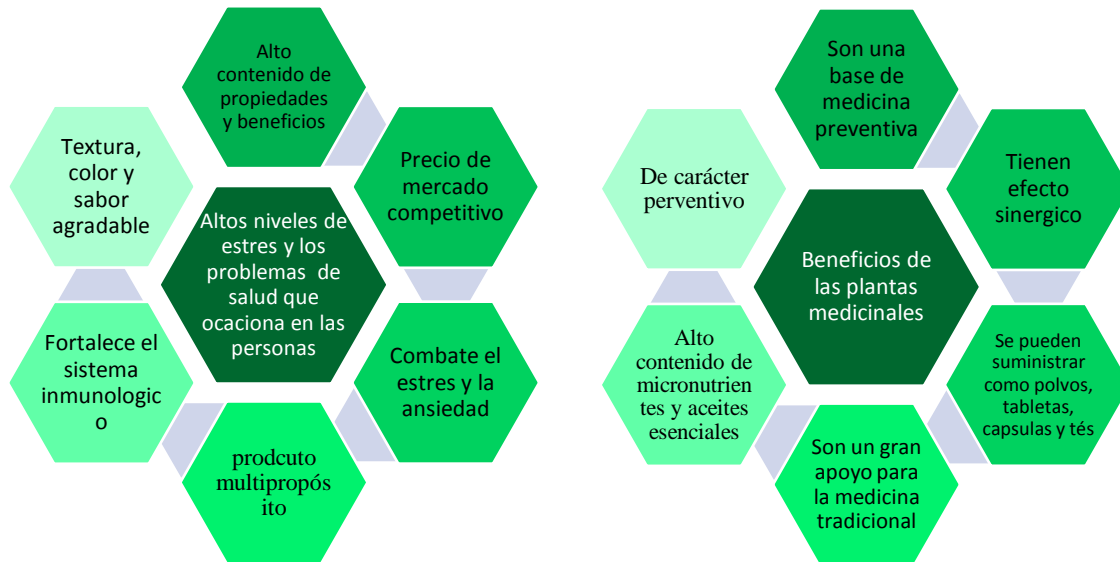 Alto
contenido de
propiedades
y beneficios
Precio de
mercado
competitivo
Combate el
estres y la
ansiedad
prodcuto
multipropós
ito
Fortalece el
sistema
inmunologic
o
Textura,
color y
sabor
agradable
Altos niveles de
estres y los
problemas de
salud que
ocaciona en las
personas
Son una
base de
medicina
preventiva
Tienen
efecto
sinergico
Se pueden
suministrar
como polvos,
tabletas,
capsulas y tés
Son un gran
apoyo para
la medicina
tradicional
Alto
contenido de
micronutrien
tes y aceites
esenciales
De carácter
perventivo
Beneficios de
las plantas
medicinales